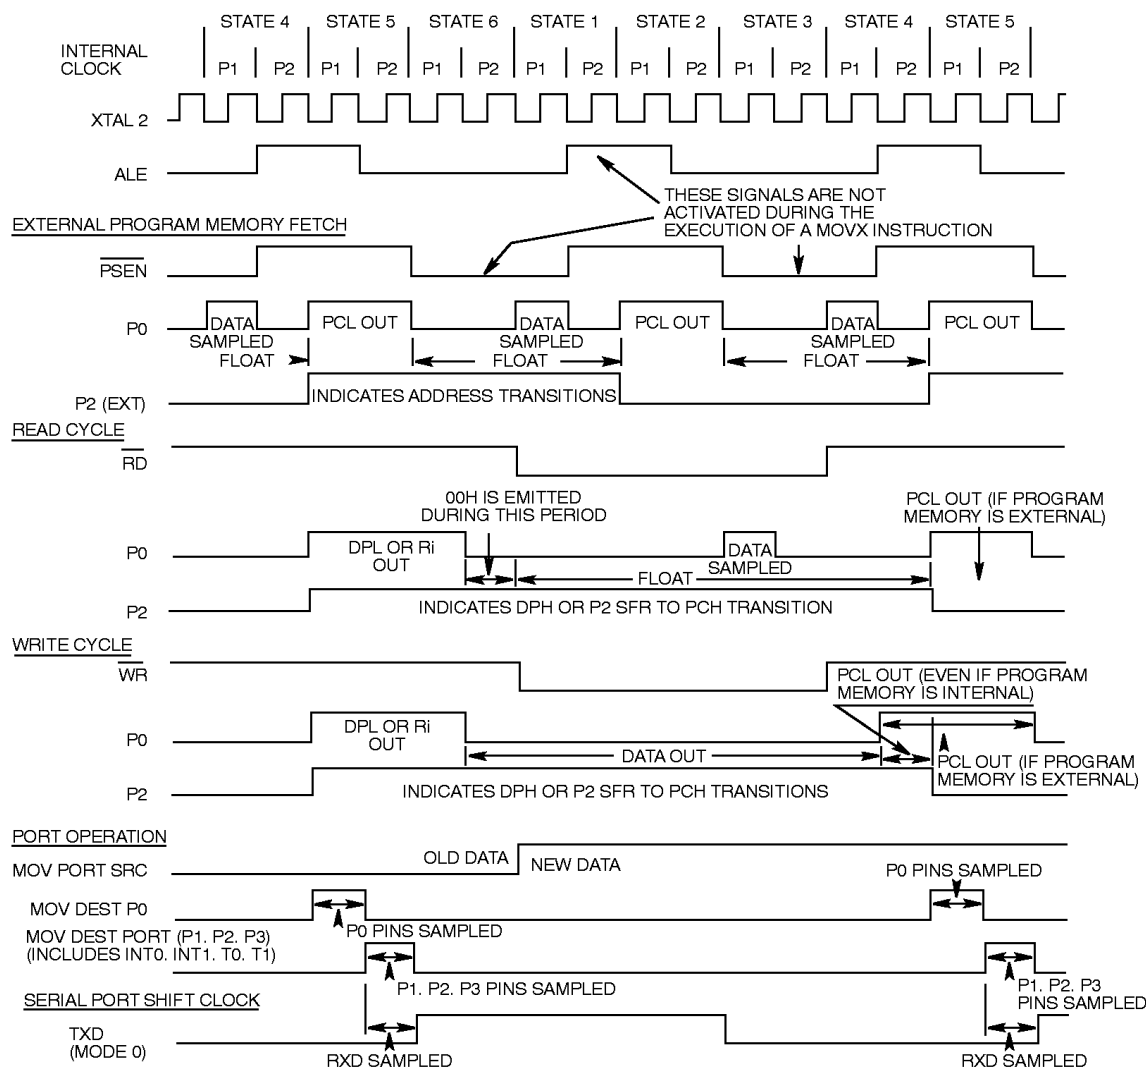 STATE 4 STATE 5 STATE 6 STATE 1 STATE 2 STATE 3 STATE 4 STATE 5
INTERNAL
CLOCK
P1 P2 P1 P2 P1 P2 P1 P2 P1 P2 P1 P2 P1 P2 P1 P2
XTAL 2
ALE
THESE SIGNALS ARE NOT
ACTIVATED DURING THE
EXECUTION OF A MOVX INSTRUCTION
EXTERNAL PROGRAM MEMORY FETCH
PSEN
P0
DATA PCL OUT DATA PCL OUT DATA PCL OUT
SAMPLED SAMPLED SAMPLED
FLOAT FLOAT FLOAT
P2 (EXT)
INDICATES ADDRESS TRANSITIONS
READ CYCLE
RD
00H IS EMITTED
DURING THIS PERIOD
PCL OUT (IF PROGRAM
MEMORY IS EXTERNAL)
P0
DPL OR Ri
OUT
DATA
SAMPLED
FLOAT
P2
INDICATES DPH OR P2 SFR TO PCH TRANSITION
WRITE CYCLE
WR
PCL OUT (EVEN IF PROGRAM
MEMORY IS INTERNAL)
P0
DPL OR Ri
OUT
DATA OUT
PCL OUT (IF PROGRAM
MEMORY IS EXTERNAL)
P2
INDICATES DPH OR P2 SFR TO PCH TRANSITIONS
PORT OPERATION
MOV PORT SRC
OLD DATA NEW DATA
P0 PINS SAMPLED
MOV DEST P0
P0 PINS SAMPLED
MOV DEST PORT (P1. P2. P3)
(INCLUDES INT0. INT1. T0. T1)
P1. P2. P3 PINS SAMPLED
P1. P2. P3
PINS SAMPLED
SERIAL PORT SHIFT CLOCK
TXD
(MODE 0)
RXD SAMPLED RXD SAMPLED